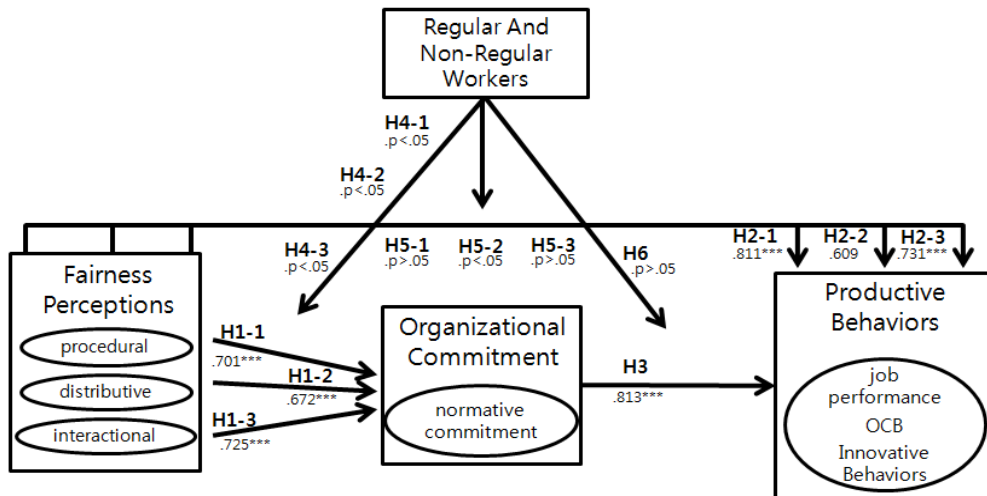 Regular And
Non-Regular
Workers
H4-1
.p<.05
H4-2
.p<.05
H4-3
.p<.05
H5-1
.p>.05
H5-2
.p<.05
H5-3
.p>.05
H6
.p>.05
H2-1
.811***
H2-2
.609
H2-3
.731***
Fairness
Perceptions
procedural
distributive
interactional
H1-1
.701***
H1-2
.672***
H1-3
.725***
Organizational
Commitment
normative
commitment
H3
.813***
Productive
Behaviors
job
performance
OCB
Innovative
Behaviors